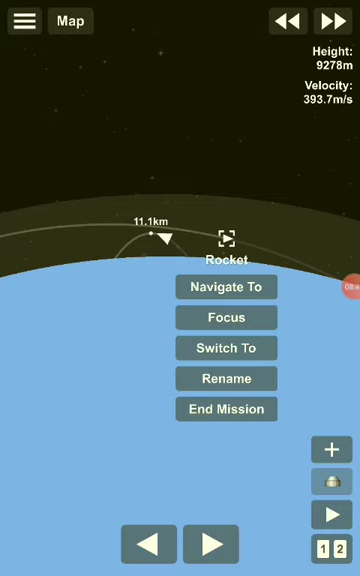 Map
Height:
9278m
Velocity:
393.7m/s
11.1km
Rocket
Navigate To
Focus
Switch To
Rename
End Mission
1 2